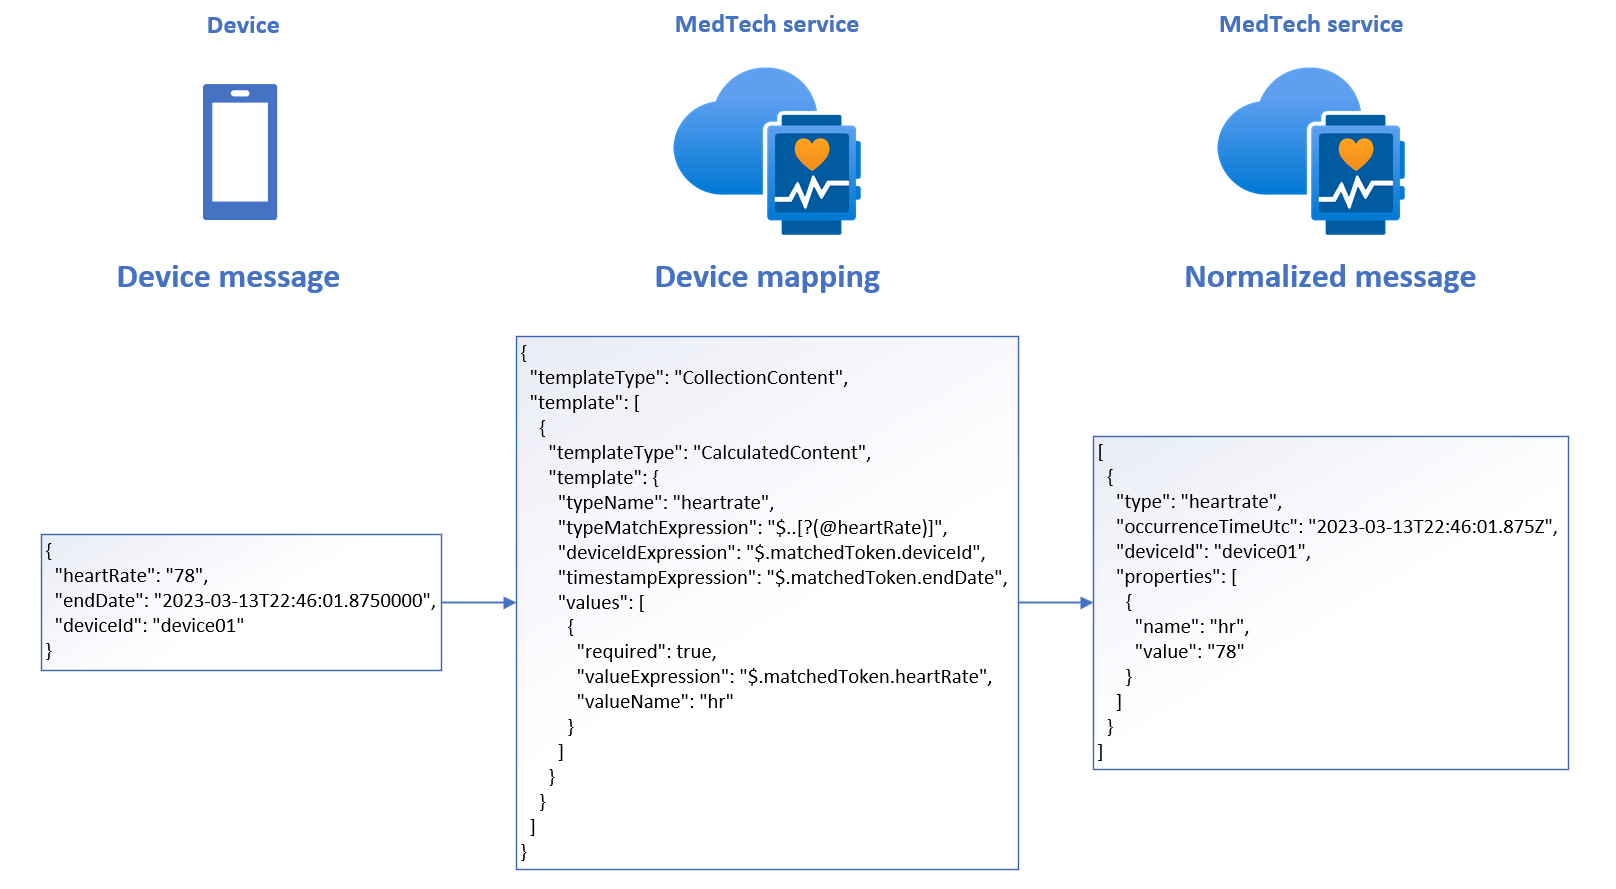 Device
MedTech service
MedTech service
Device message
Device mapping
Normalized message
{
"heartRate": "78",
"endDate": "2023-03-13T22:46:01.8750000",
"deviceId": "device01"
}
{
"templateType": "CollectionContent",
"template": [
{
"templateType": "CalculatedContent",
"template": {
"typeName": "heartrate",
"typeMatchExpression": "$..[?(@heartRate)]",
"deviceIdExpression": "$.matchedToken.deviceId",
"timestampExpression": "$.matchedToken.endDate",
"values": [
{
"required": true,
"valueExpression": "$.matchedToken.heartRate",
"valueName": "hr"
}
]
}
}
]
}
[
{
"type": "heartrate",
"occurrenceTimeUtc": "2023-03-13T22:46:01.875Z",
"deviceId": "device01",
"properties": [
{
"name": "hr",
"value": "78"
}
]
}
]